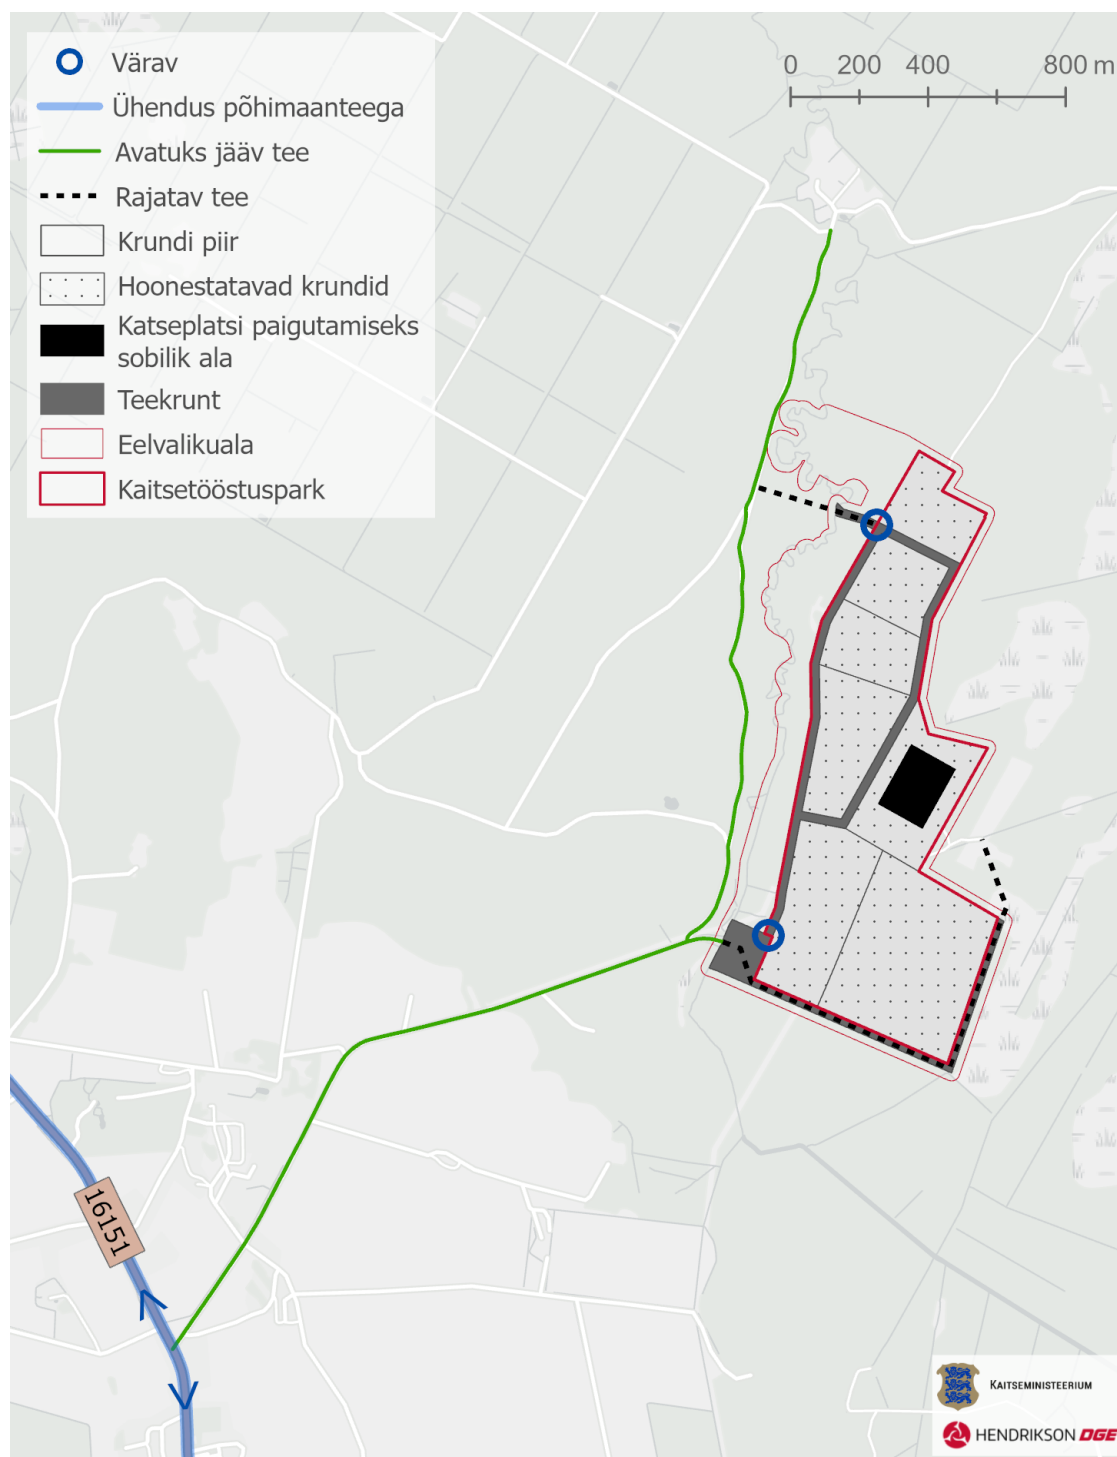 Värav
Ühendus põhimaanteega
Avatuks jääv tee
Rajatav tee
Krundi piir
Hoonestatavad krundid
Katseplatsi paigutamiseks
sobilik ala
Teekrunt
Eelvalikuala
Kaitsetööstuspark
0 200 400 800 m
16151
KAITSEMINISTEERIUM
HENDRIKSON DGE